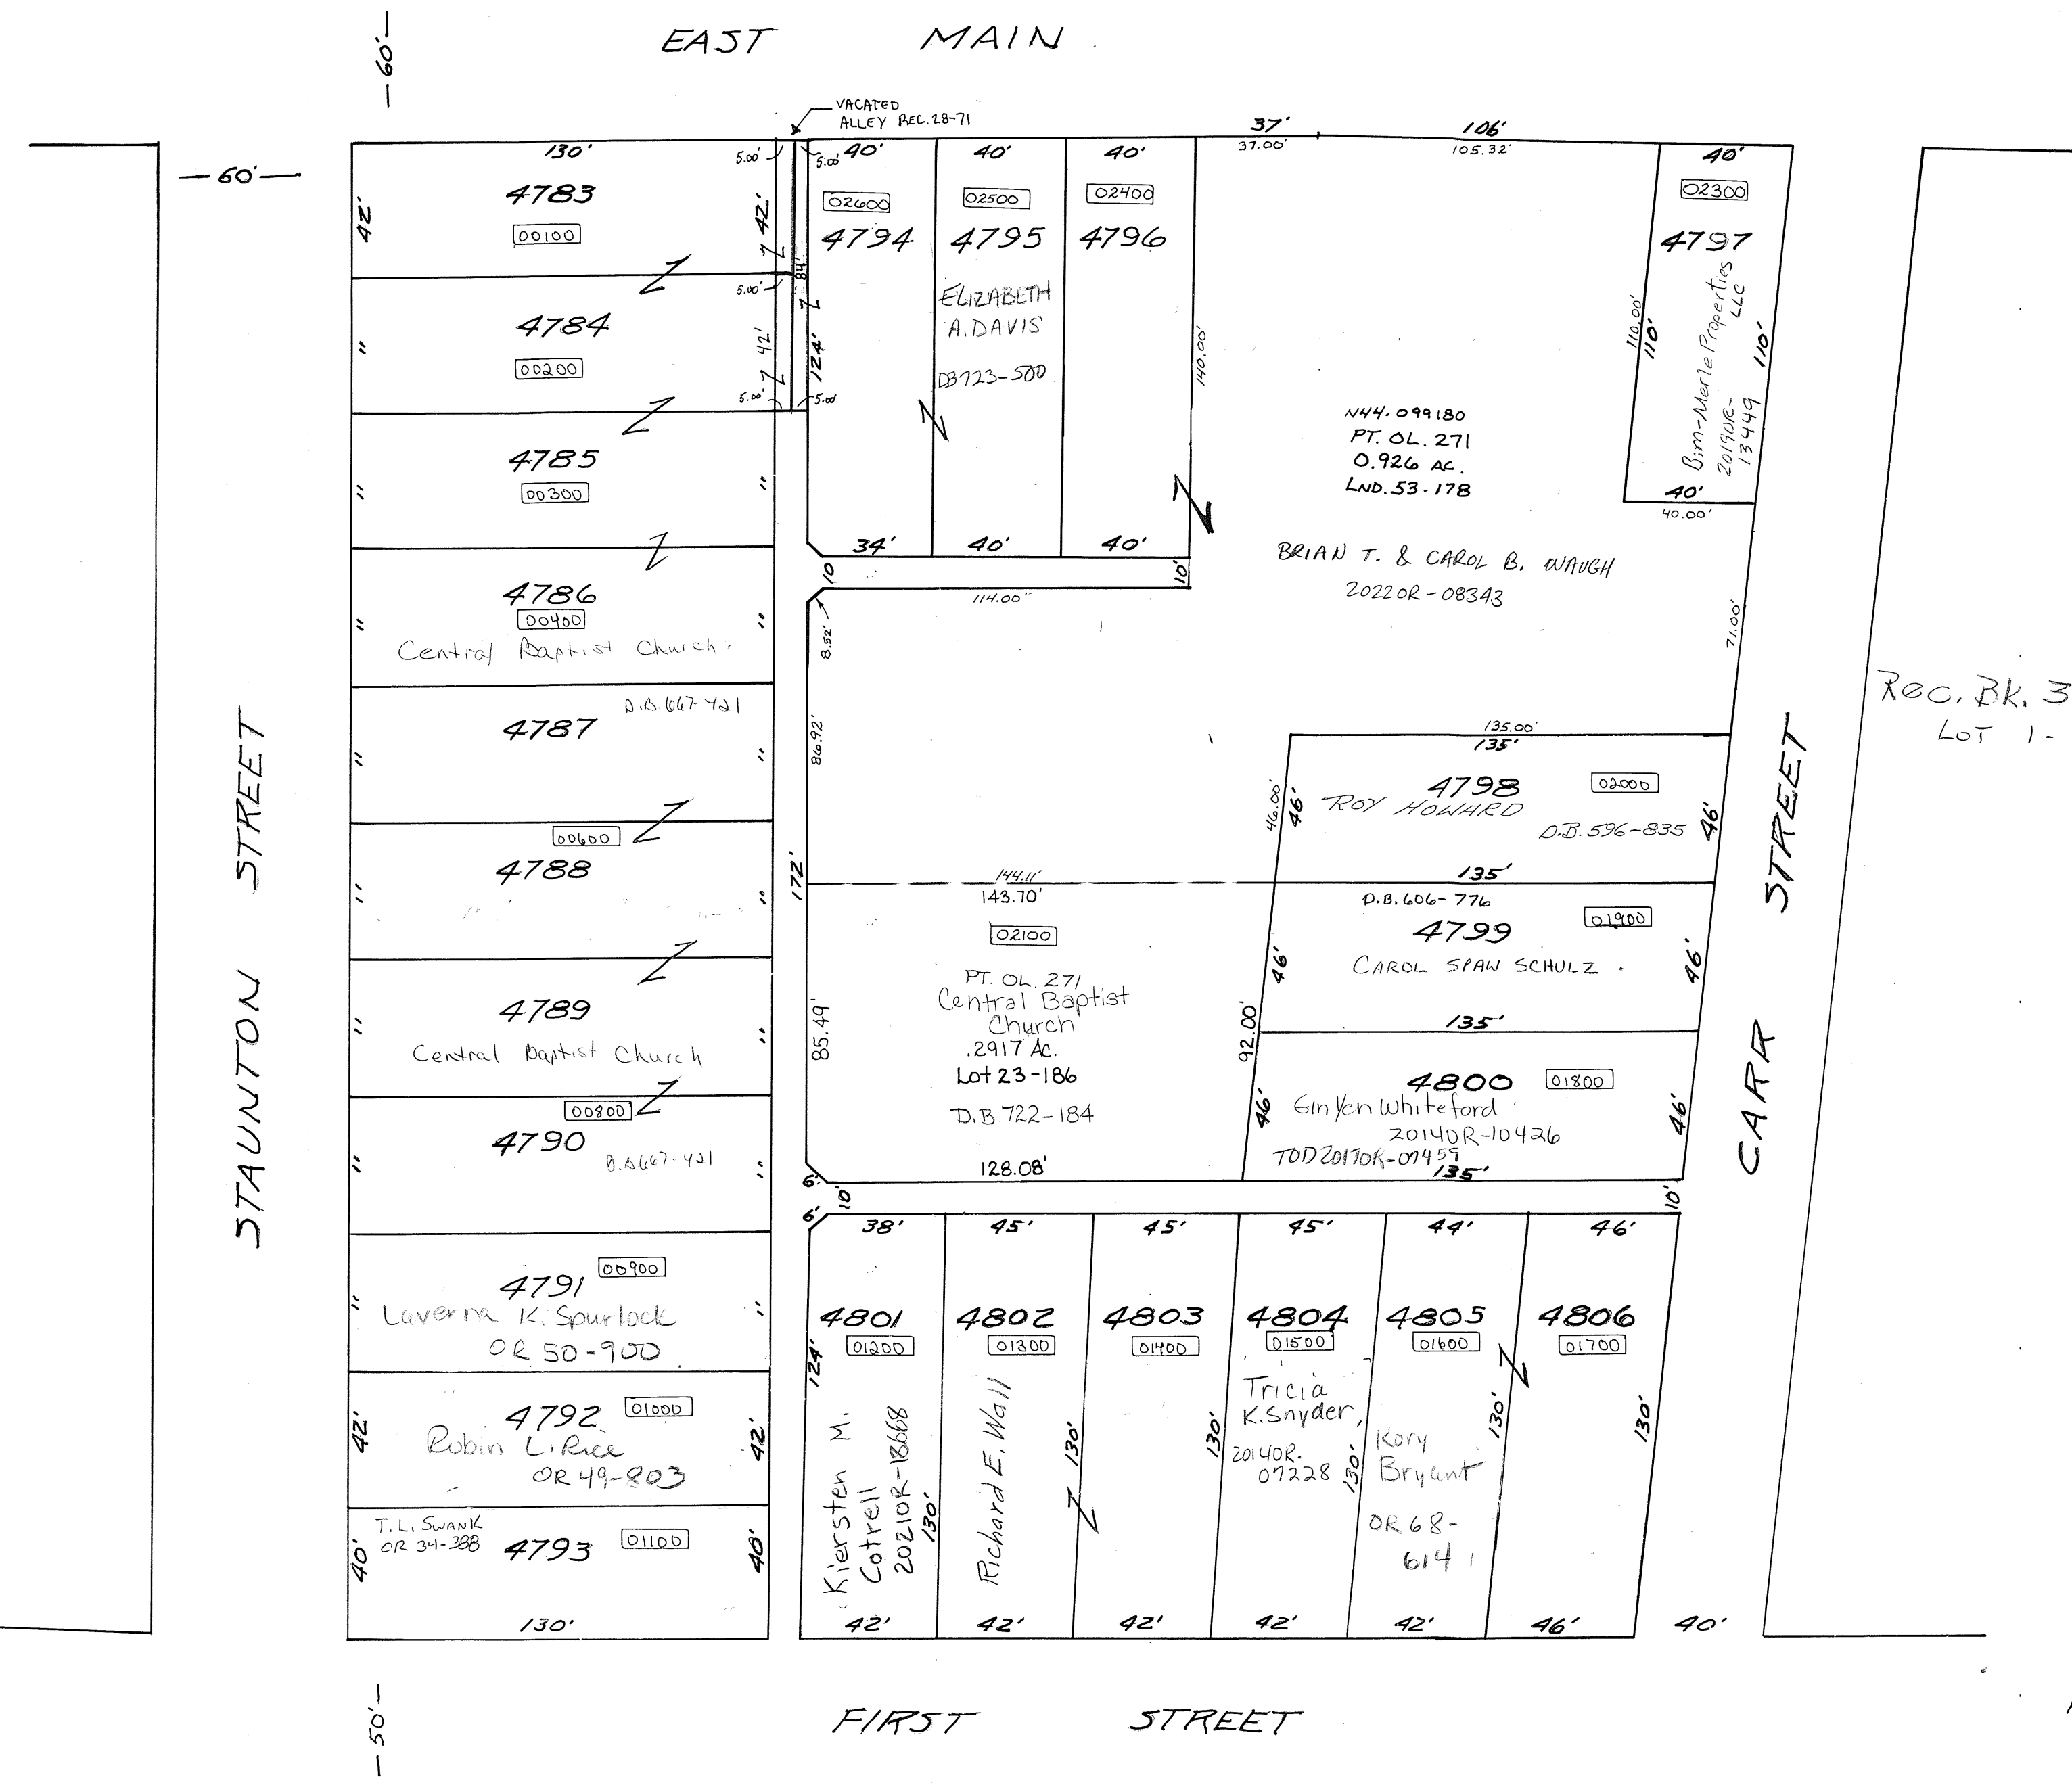 EAST MAIN
—60'—
—60'—
VACATED
ALLEY REC. 28-71
130'
4783
00100
42'
42'
5.00'
5.00'
84'
4784
00200
"
42'
5.00'
5.00'
5.00'
124'
4785
00300
"
"
4786
00400
Central Baptist Church
"
"
D.B. 667-421
4787
"
"
00600
4788
"
"
4789
Central Baptist Church
"
"
00800
4790
D.B. 667-421
"
"
4791
00900
Laverna K. Spurlock
OR 50-900
"
"
4792
01000
Robin L. Rice
OR 49-803
42'
42'
T.L. SWANK
OR 34-388
4793
01100
40'
40'
130'
STAUNTON STREET
40'
02600
4794
34'
40'
02500
4795
ELIZABETH
A. DAVIS
DB 723-500
40'
40'
02400
4796
40'
10
10'
140.00'
37'
37.00'
106'
105.32'
40'
02300
4797
Bim-Merle Properties
LLC
2019OR-
13449
110.00'
110'
110'
40'
40.00'
N44-099180
PT. OL. 271
0.926 AC.
LND. 53-178
BRIAN T. & CAROL B. WAUGH
2022OR-08343
71.00'
114.00"
8.52'
86.92'
172'
135.00'
135'
4798
02000
ROY HOWARD
D.B. 596-835
46.00'
46'
46'
135'
144.11'
143.70'
02100
PT. OL. 271
Central Baptist
Church
.2917 AC.
Lot 23-186
D.B 722-184
85.49'
128.08'
92.00'
D.B. 606-776
4799
01900
CAROL SPAW SCHULZ
46'
46'
135'
4800
01800
Gin Yen Whiteford
2014OR-10426
TOD 2017OR-07459
46'
46'
135'
6'
10'
10'
6'
38'
45'
45'
45'
44'
46'
4801
01200
124'
Kiersten M.
Cotrell
2021OR-13668
130'
42'
4802
01300
Richard E. Wall
130'
42'
4803
01400
130'
42'
4804
01500
Tricia
K. Snyder
2014OR-
07228
130'
42'
4805
01600
Kory
Bryant
OR 68-
614
130'
42'
4806
01700
130'
46'
40'
CARR STREET
Rec. Bk. 3
LOT 1-
—50'—
FIRST STREET